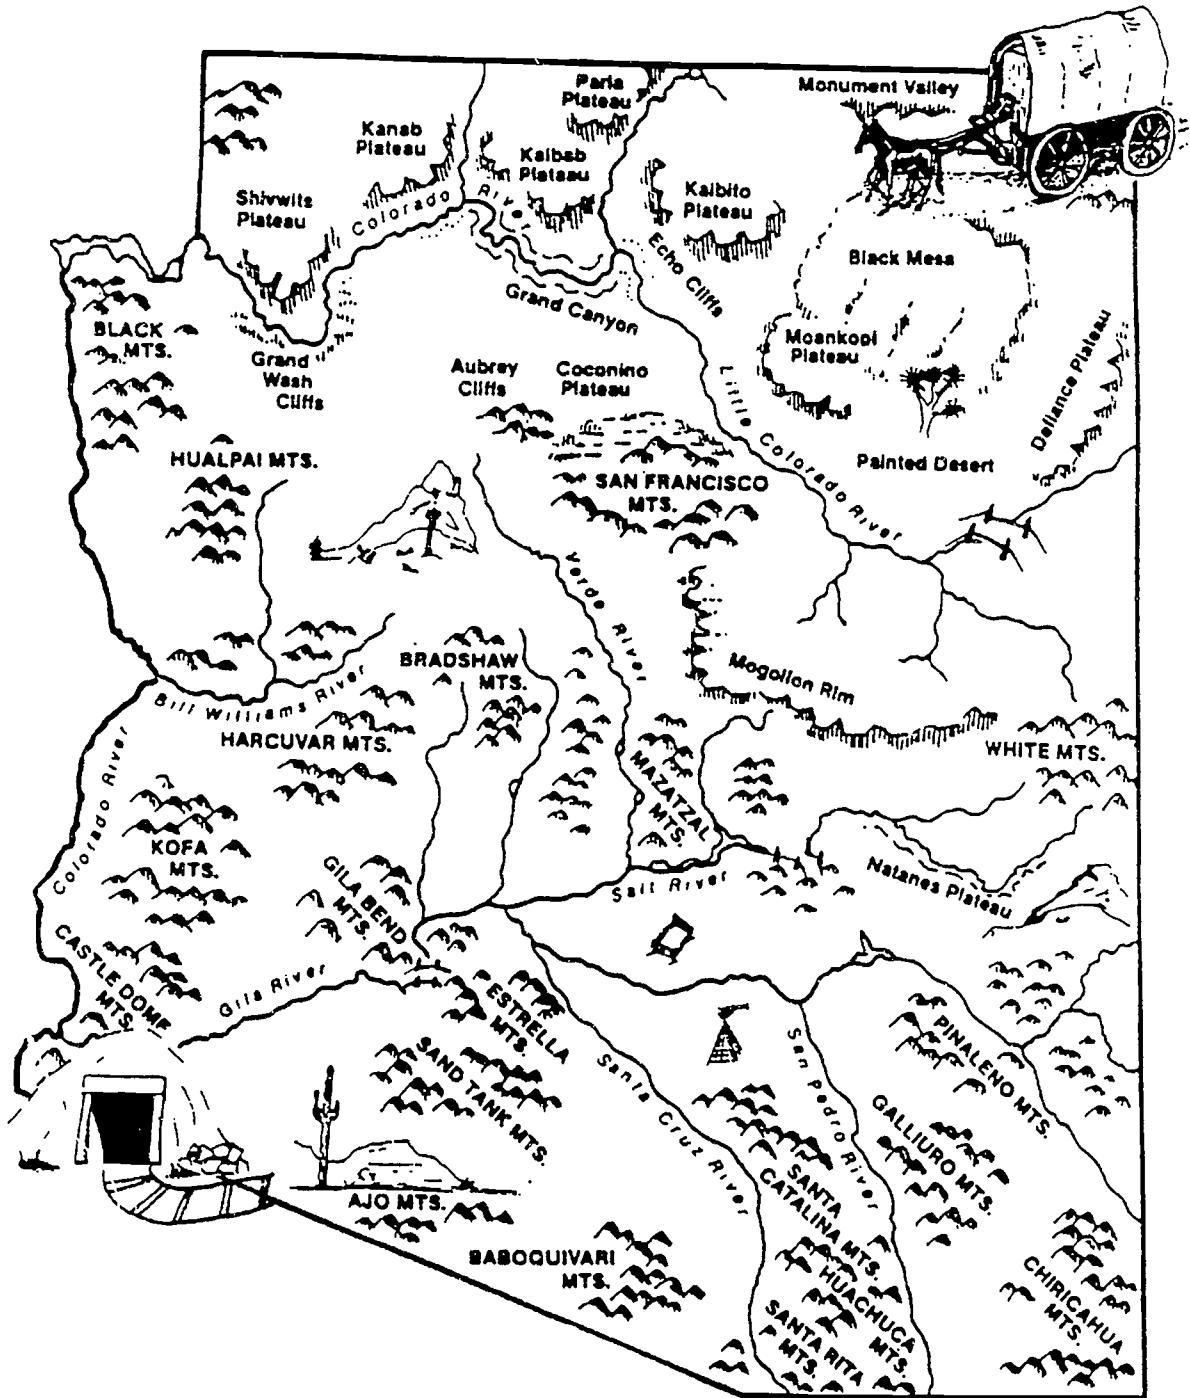 Paria
Plateau
Monument Valley
Kanab
Plateau
Kaibab
Plateau
Shivwits
Plateau
Colorado River
Kaibito
Plateau
Echo Cliffs
Black Mesa
Grand Canyon
BLACK
MTS.
Grand
Wash
Cliffs
Aubrey
Cliffs
Coconino
Plateau
Moankopi
Plateau
Defiance Plateau
Little Colorado River
Painted Desert
HUALPAI MTS.
SAN FRANCISCO
MTS.
Verde River
BRADSHAW
MTS.
Mogollon Rim
Bill Williams River
HARCUVAR MTS.
WHITE MTS.
Colorado River
MAZATZAL
MTS.
KOFA
MTS.
GILA BEND
MTS.
Salt River
Natanes Plateau
CASTLE DOME
MTS.
Gila River
ESTRELLA
MTS.
SAND TANK MTS.
Santa Cruz River
San Pedro River
PINALENO MTS.
GALLIURO MTS.
SANTA
CATALINA MTS.
AJO MTS.
BABOQUIVARI
MTS.
HUACHUCA
MTS.
SANTA RITA
MTS.
CHIRICAHUA
MTS.